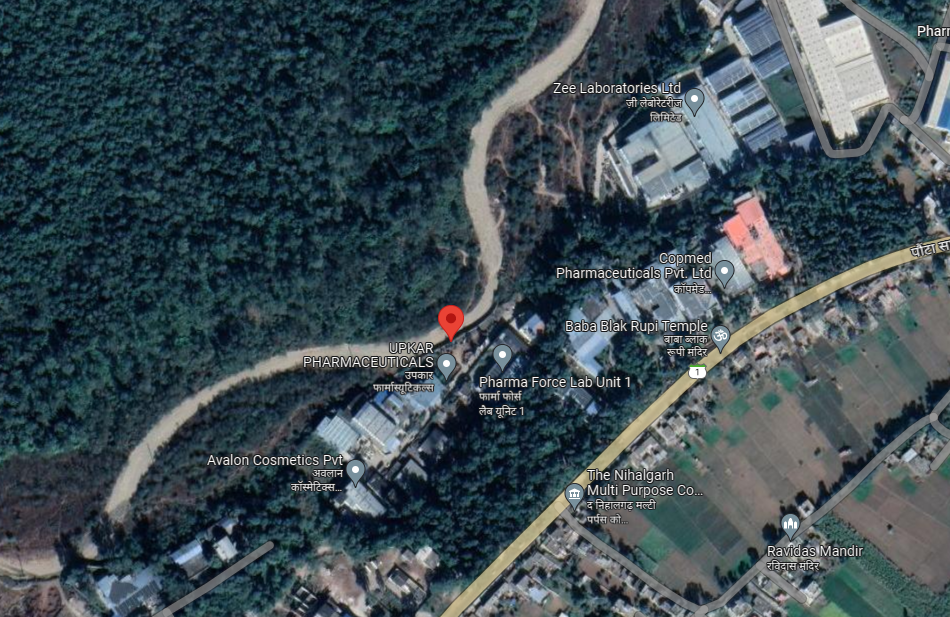 Phar
Zee Laboratories Ltd
ज़ी लेबोरेटरीज़
लिमिटेड
पौंटा सा
Copmed
Pharmaceuticals Pvt. Ltd
कॉपमेड...
Baba Blak Rupi Temple
बाबा ब्लाक
रूपी मंदिर
1
UPKAR
PHARMACEUTICALS
उपकार
फार्मास्यूटिकल्स
Pharma Force Lab Unit 1
फार्मा फोर्स
लैब यूनिट 1
Avalon Cosmetics Pvt
अवलान
कॉस्मेटिक्स...
The Nihalgarh
Multi Purpose Co...
द निहालगढ़ मल्टी
पर्पस को...
Ravidas Mandir
रविदास मंदिर